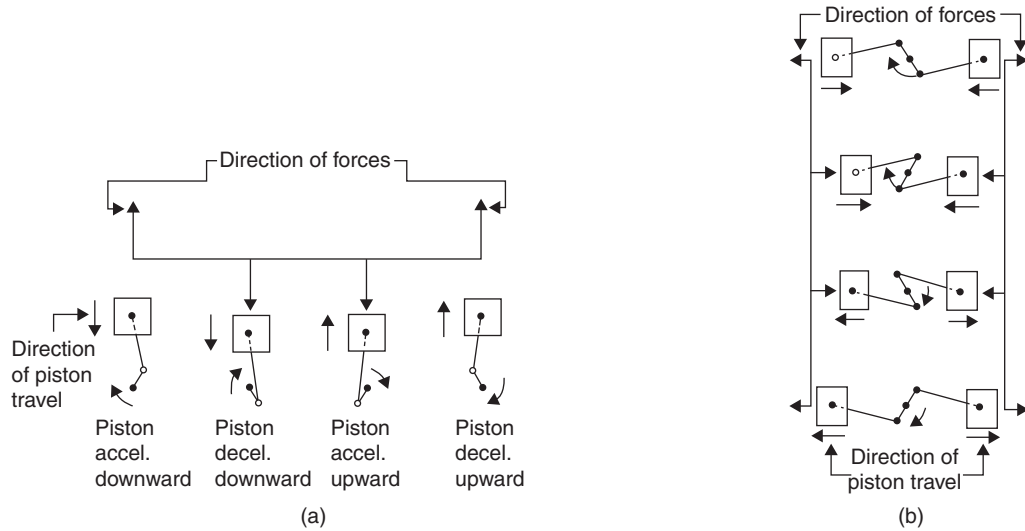 Direction of forces
Direction
of piston
travel
Piston
accel.
downward
Piston
decel.
downward
Piston
accel.
upward
Piston
decel.
upward
(a)
Direction of forces
Direction of
piston travel
(b)